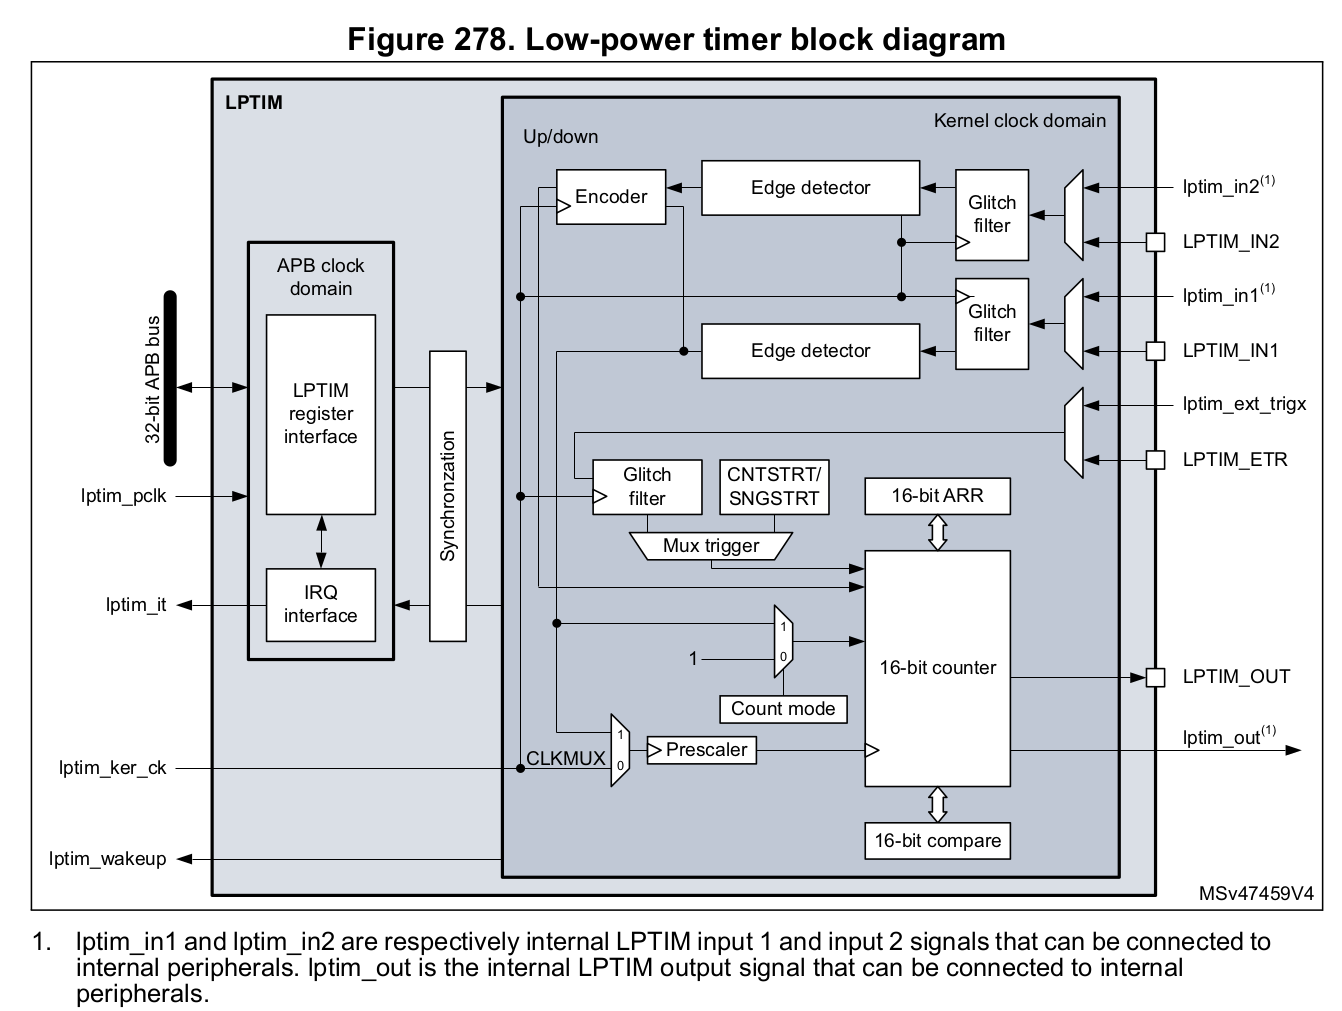 Figure 278. Low-power timer block diagram
LPTIM
Kernel clock domain
Up/down
Encoder
Edge detector
Glitch
filter
lptim_in2(1)
LPTIM_IN2
APB clock
domain
32-bit APB bus
LPTIM
register
interface
Synchronization
Edge detector
Glitch
filter
lptim_in1(1)
LPTIM_IN1
lptim_ext_trigx
LPTIM_ETR
lptim_pclk
Glitch
filter
CNTSTRT/
SNGSTRT
16-bit ARR
Mux trigger
lptim_it
IRQ
interface
1
1
0
16-bit counter
LPTIM_OUT
Count mode
lptim_out(1)
lptim_ker_ck
CLKMUX
1
0
Prescaler
16-bit compare
lptim_wakeup
MSv47459V4
1. lptim_in1 and lptim_in2 are respectively internal LPTIM input 1 and input 2 signals that can be connected to
internal peripherals. lptim_out is the internal LPTIM output signal that can be connected to internal
peripherals.